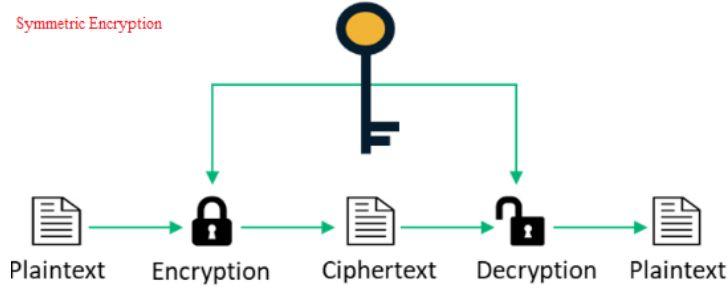 Symmetric Encryption
Plaintext
Encryption
Ciphertext
Decryption
Plaintext